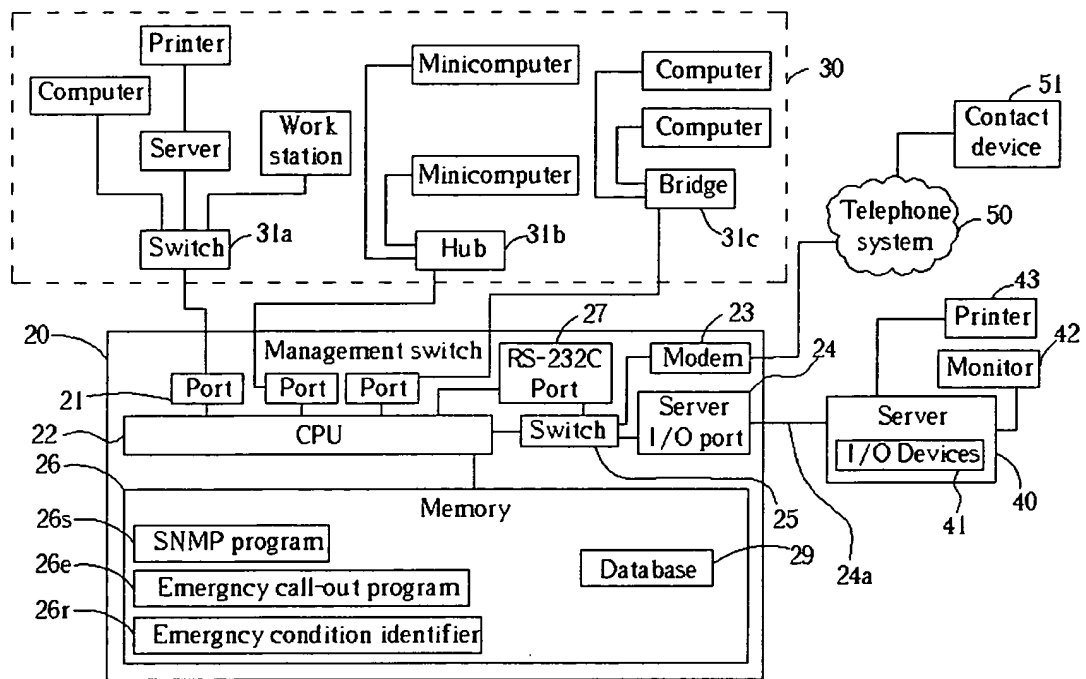 Printer
Computer
Server
Work
station
Switch
31a
Minicomputer
Minicomputer
Hub
31b
Computer
Computer
Bridge
31c
30
51
Contact
device
Telephone
system
50
20
Management switch
27
23
RS-232C
Port
Modem
24
43
Printer
42
Monitor
21
Port
Port
Port
22
CPU
Switch
25
Server
I/O port
24a
Server
I/O Devices
41
40
26
Memory
26s
SNMP program
26e
Emergncy call-out program
26r
Emergncy condition identifier
Database
29